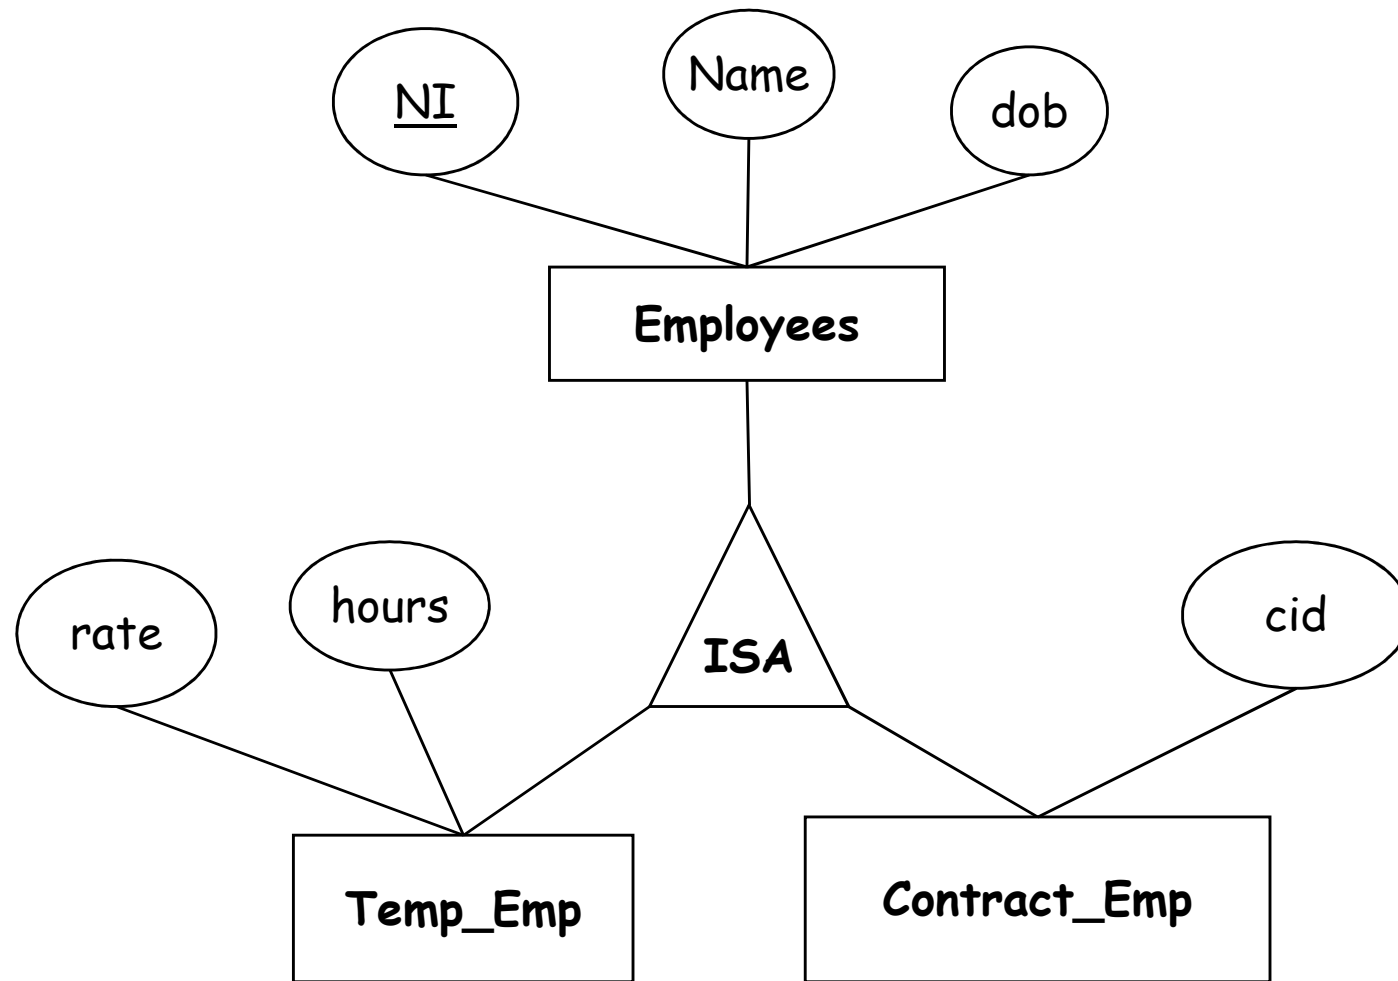 NI
Name
dob
Employees
rate
hours
ISA
cid
Temp_Emp
Contract_Emp